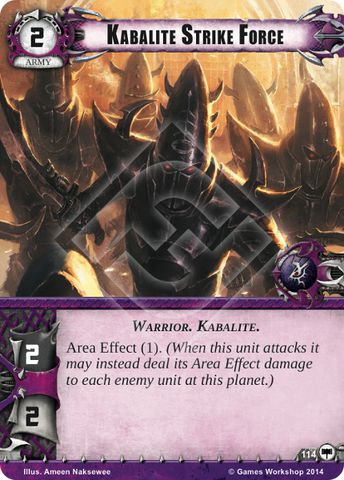 2
KABALITE STRIKE FORCE
ARMY
WARRIOR. KABALITE.
2
Area Effect (1). (When this unit attacks it
may instead deal its Area Effect damage
to each enemy unit at this planet.)
2
114
Illus. Ameen Naksewee
© Games Workshop 2014